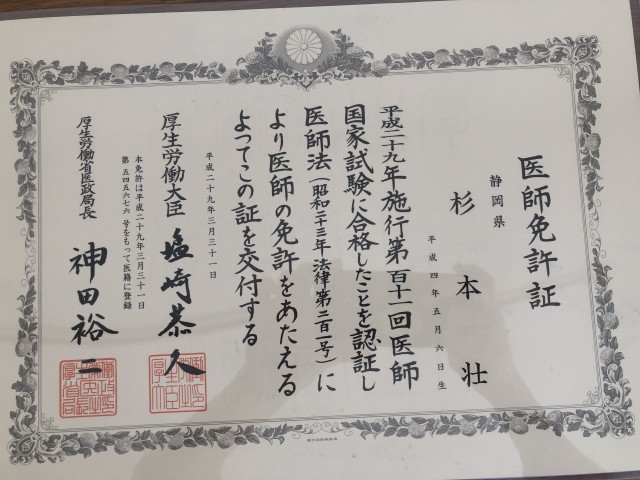 医師免許証
静岡県
杉本壮
平成四年五月六日生
平成二十九年施行第百十一回医師
国家試験に合格したことを認証し
医師法（昭和二十三年法律第二百一号）に
より医師の免許をあたえる
よってこの証を交付する
平成二十九年三月三十一日
厚生労働大臣 塩崎恭久
本免許は平成二十九年三月三十一日
第五四五六七六号をもって医籍に登録
厚生労働省医政局長 神田裕二